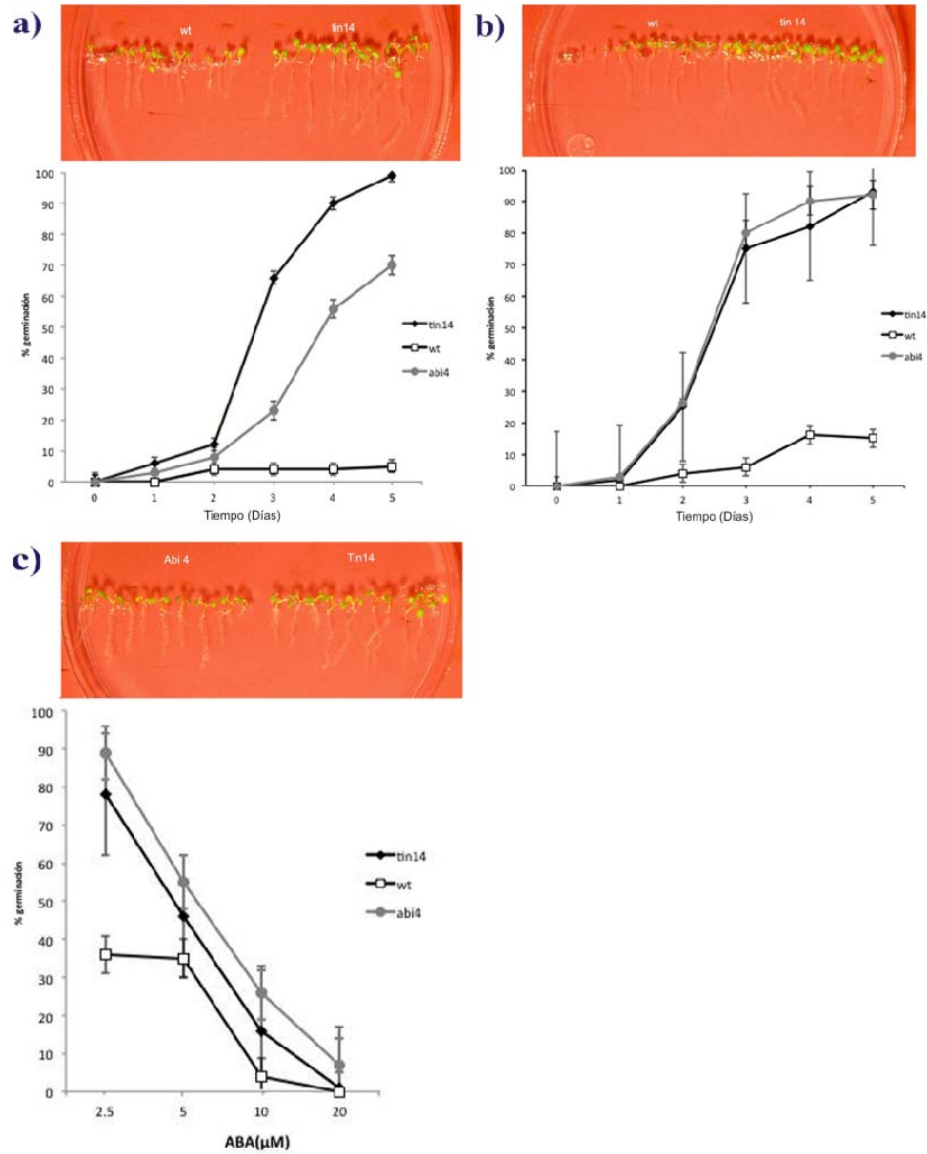 a)
wt tin14
100
90
80
70
60
50
40
30
20
10
0
% germinación
0 1 2 3 4 5
Tiempo (Días)
tin14
wt
abi4
b)
wt tin 14
100
90
80
70
60
50
40
30
20
10
0
% germinación
0 1 2 3 4 5
Tiempo (Días)
tin14
wt
abi4
c)
Abi 4 Tin14
100
90
80
70
60
50
40
30
20
10
0
% germinación
2.5 5 10 20
ABA(µM)
tin14
wt
abi4